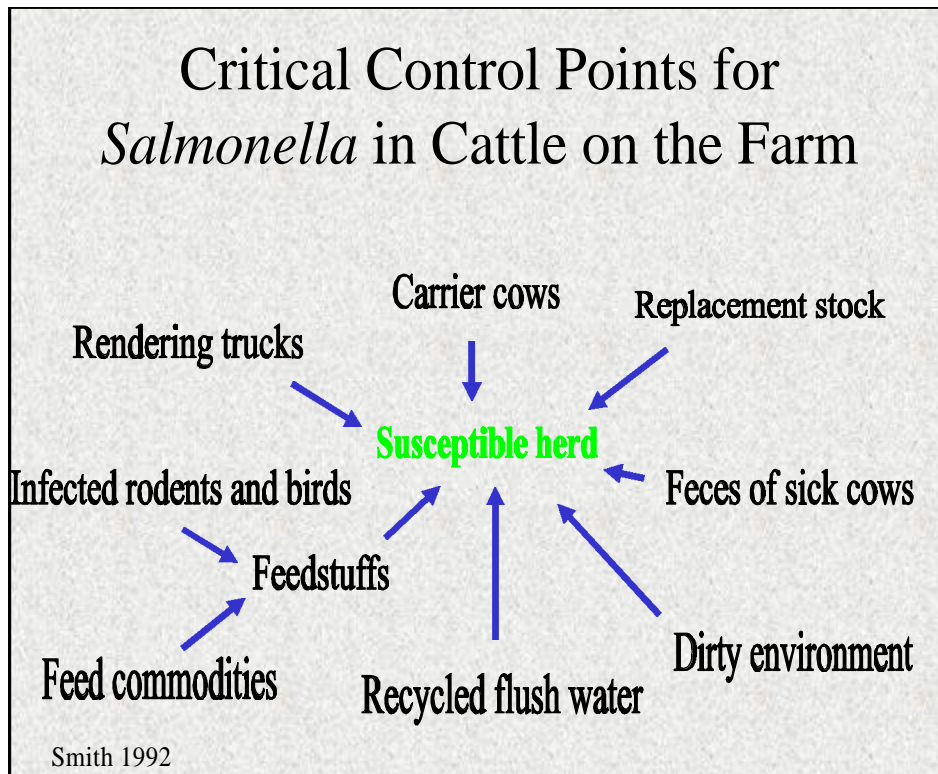 Critical Control Points for
Salmonella in Cattle on the Farm
Carrier cows
Replacement stock
Rendering trucks
Susceptible herd
Infected rodents and birds
Feces of sick cows
Feedstuffs
Dirty environment
Feed commodities
Recycled flush water
Smith 1992